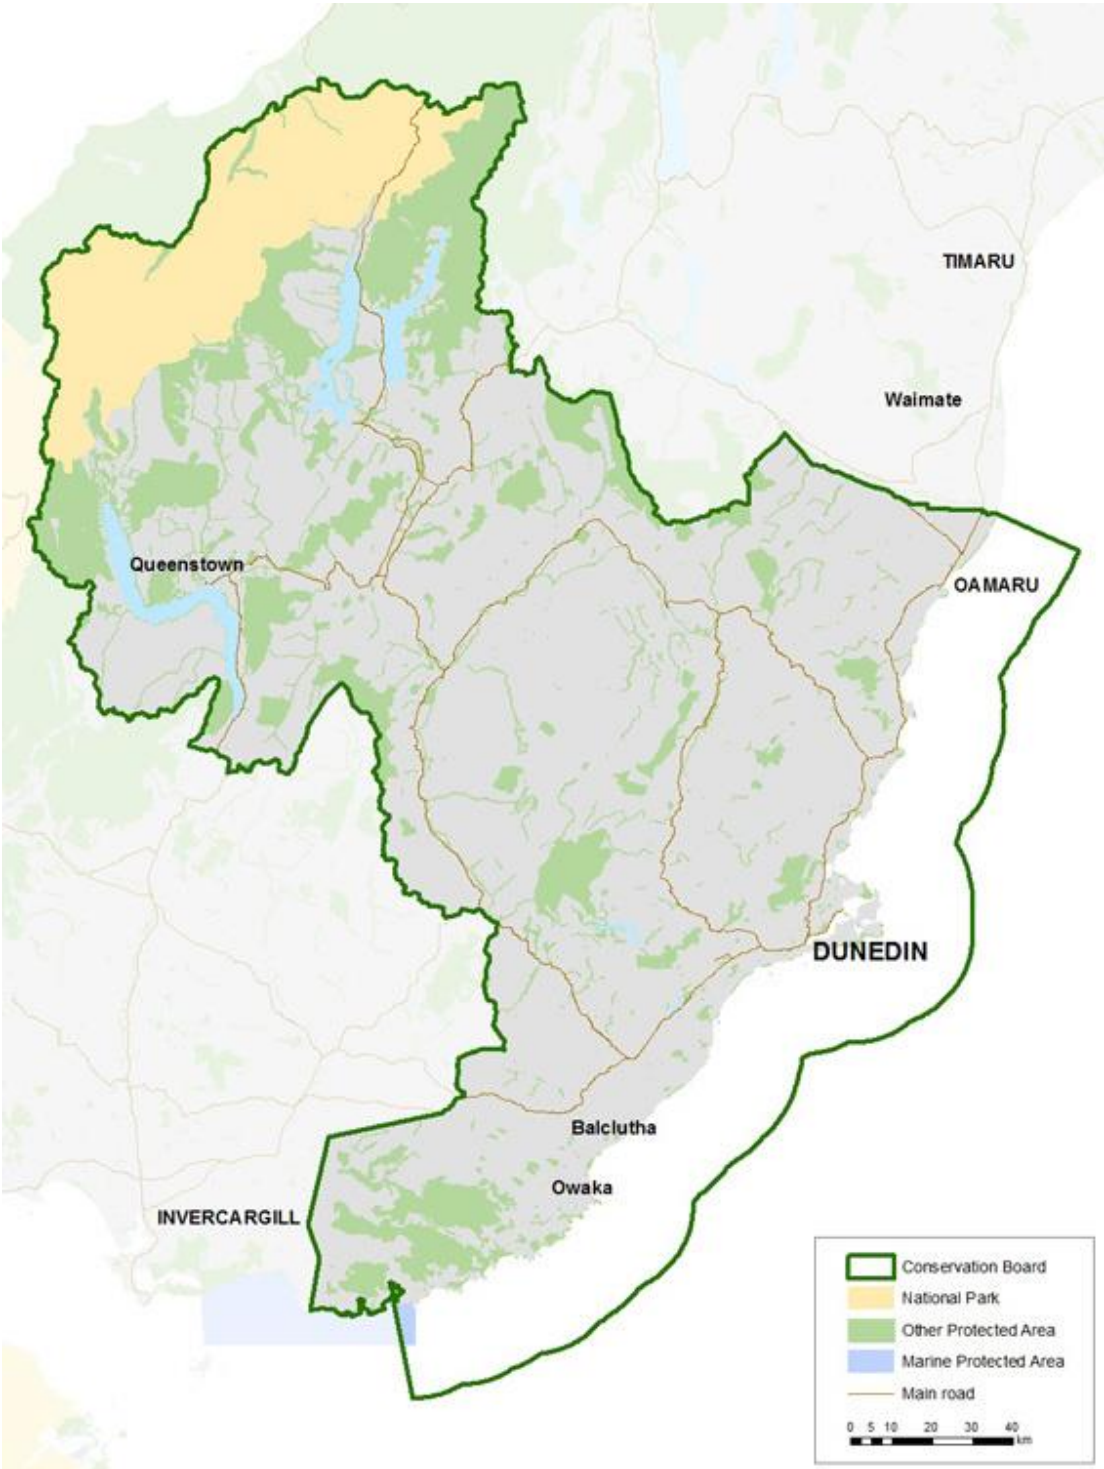 TIMARU
Waimate
Queenstown
OAMARU
DUNEDIN
Balclutha
Owaka
INVERCARGILL
Conservation Board
National Park
Other Protected Area
Marine Protected Area
Main road
0 5 10 20 30 40
km